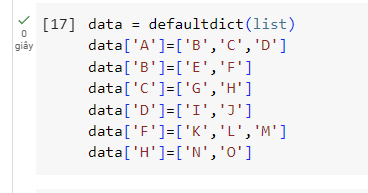 [17] data = defaultdict(list)
0
giây
data['A']=['B','C','D']
data['B']=['E','F']
data['C']=['G','H']
data['D']=['I','J']
data['F']=['K','L','M']
data['H']=['N','O']